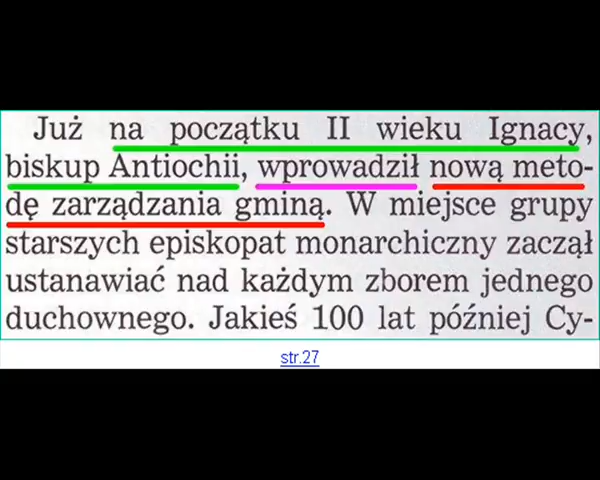 Już na początku II wieku Ignacy,
biskup Antiochii, wprowadził nową meto-
dę zarządzania gminą. W miejsce grupy
starszych episkopat monarchiczny zaczął
ustanawiać nad każdym zborem jednego
duchownego. Jakieś 100 lat później Cy-
str.27